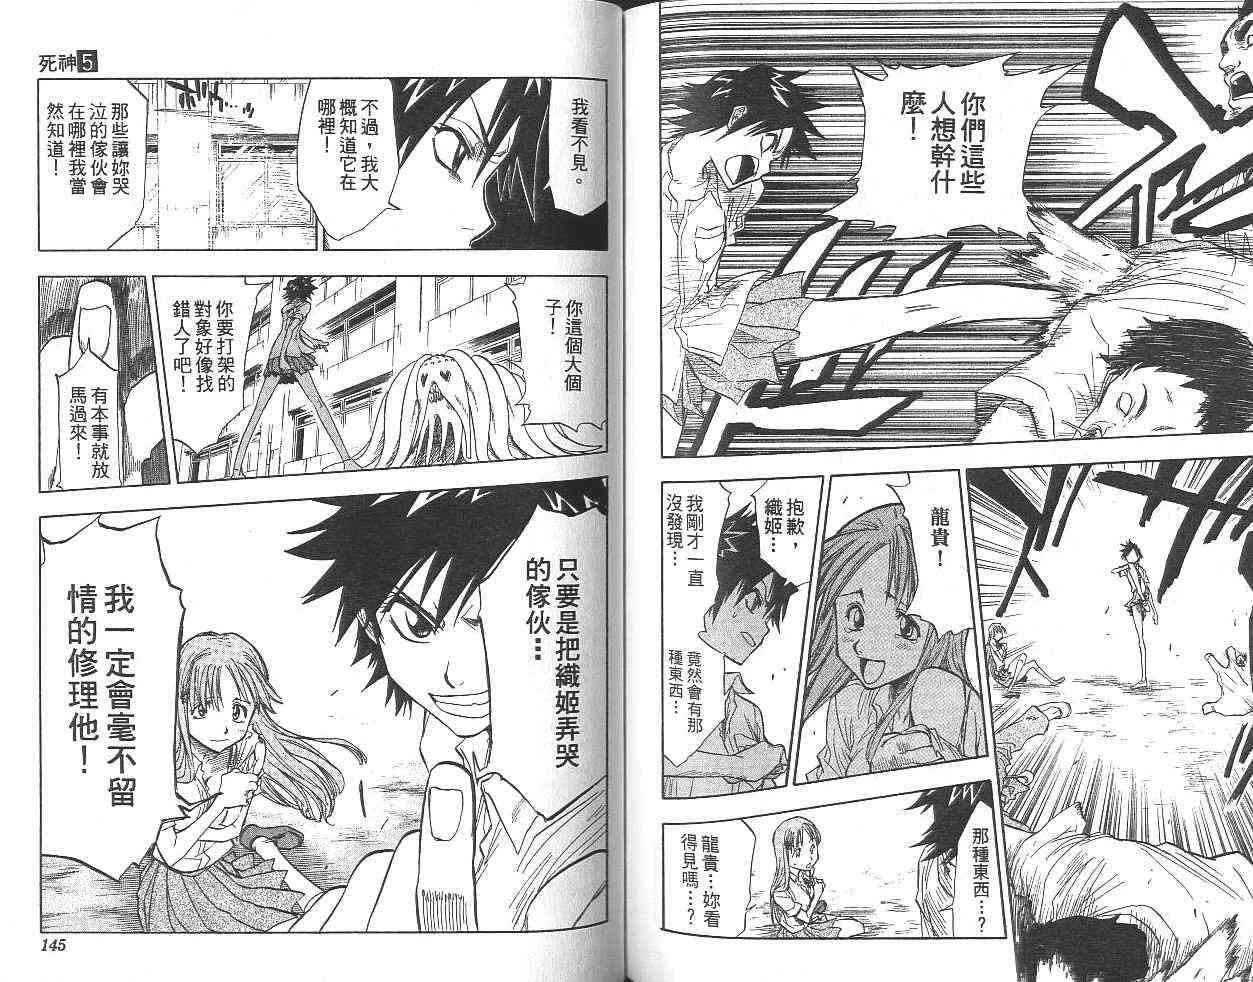 你們這些
人想幹什
麼！
龍貴！
抱歉，
織姬…
我剛才一直
沒發現…
竟然會有那
種東西…
那種東西…？
龍貴…妳看
得見嗎…？
死神5
我看不見。
不過，我大
概知道它在
哪裡！
那些讓妳哭
泣的傢伙會
在哪裡我當
然知道！
你這個大個
子！
你要打架的
對象好像找
錯人了吧！
有本事就放
馬過來！
只要是把織姬弄哭
的傢伙…
我一定會毫不留
情的修理他！
145